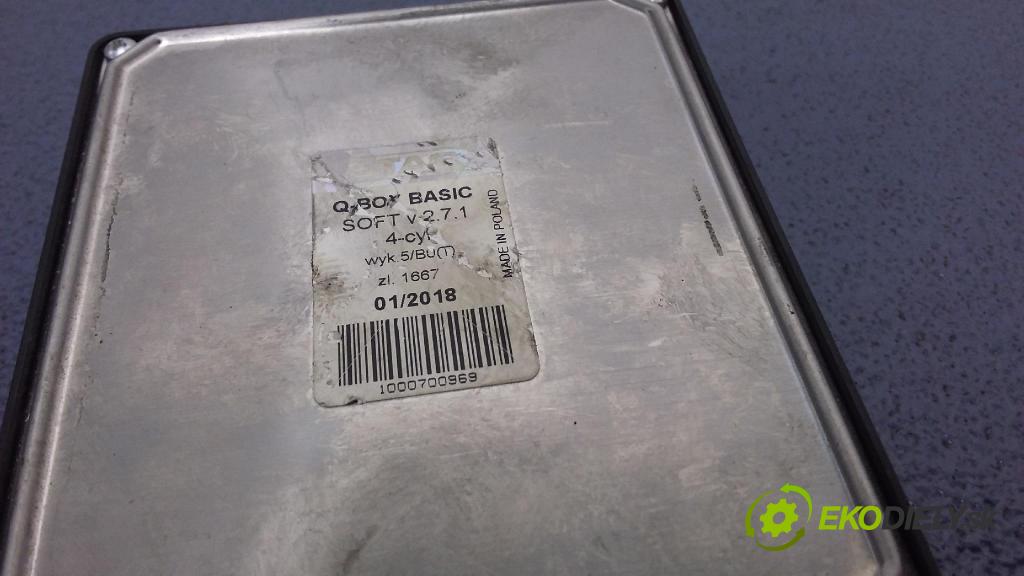 Q-BOX BASIC
SOFT v-2.7.1
4-cyl
wyk.5/BU(T)
zl. 1667
01/2018
MADE IN POLAND
1000700969
EKODIELY.sk